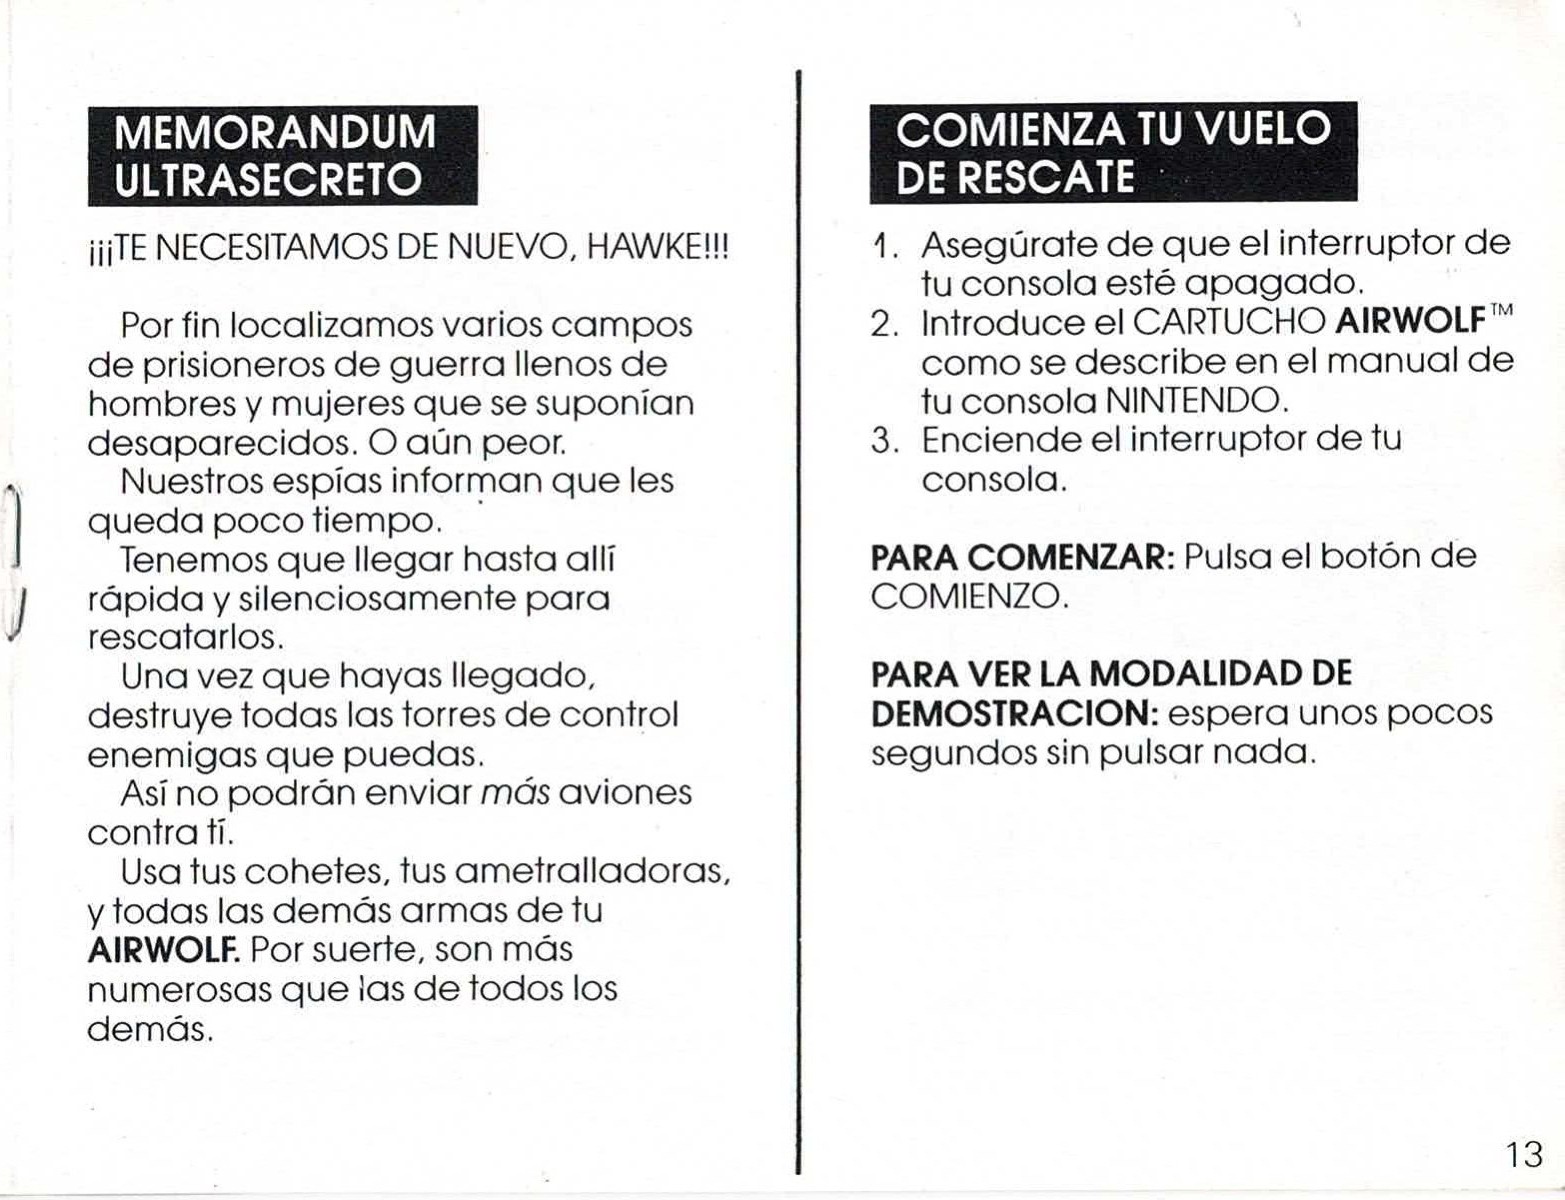 MEMORANDUM
ULTRASECRETO
¡¡¡TE NECESITAMOS DE NUEVO, HAWKE!!!
Por fin localizamos varios campos
de prisioneros de guerra llenos de
hombres y mujeres que se suponían
desaparecidos. O aún peor.
Nuestros espías informan que les
queda poco tiempo.
Tenemos que llegar hasta allí
rápida y silenciosamente para
rescatarlos.
Una vez que hayas llegado,
destruye todas las torres de control
enemigas que puedas.
Así no podrán enviar más aviones
contra tí.
Usa tus cohetes, tus ametralladoras,
y todas las demás armas de tu
AIRWOLF. Por suerte, son más
numerosas que las de todos los
demás.
COMIENZA TU VUELO
DE RESCATE
1. Asegúrate de que el interruptor de
tu consola esté apagado.
2. Introduce el CARTUCHO AIRWOLF™
como se describe en el manual de
tu consola NINTENDO.
3. Enciende el interruptor de tu
consola.
PARA COMENZAR: Pulsa el botón de
COMIENZO.
PARA VER LA MODALIDAD DE
DEMOSTRACION: espera unos pocos
segundos sin pulsar nada.
13